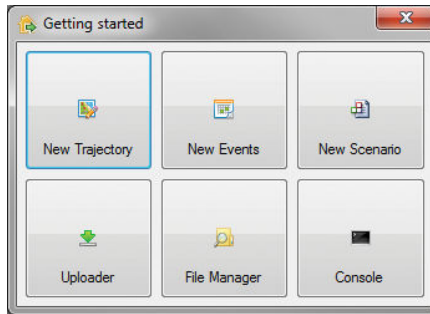 Getting started
New Trajectory
New Events
New Scenario
Uploader
File Manager
Console